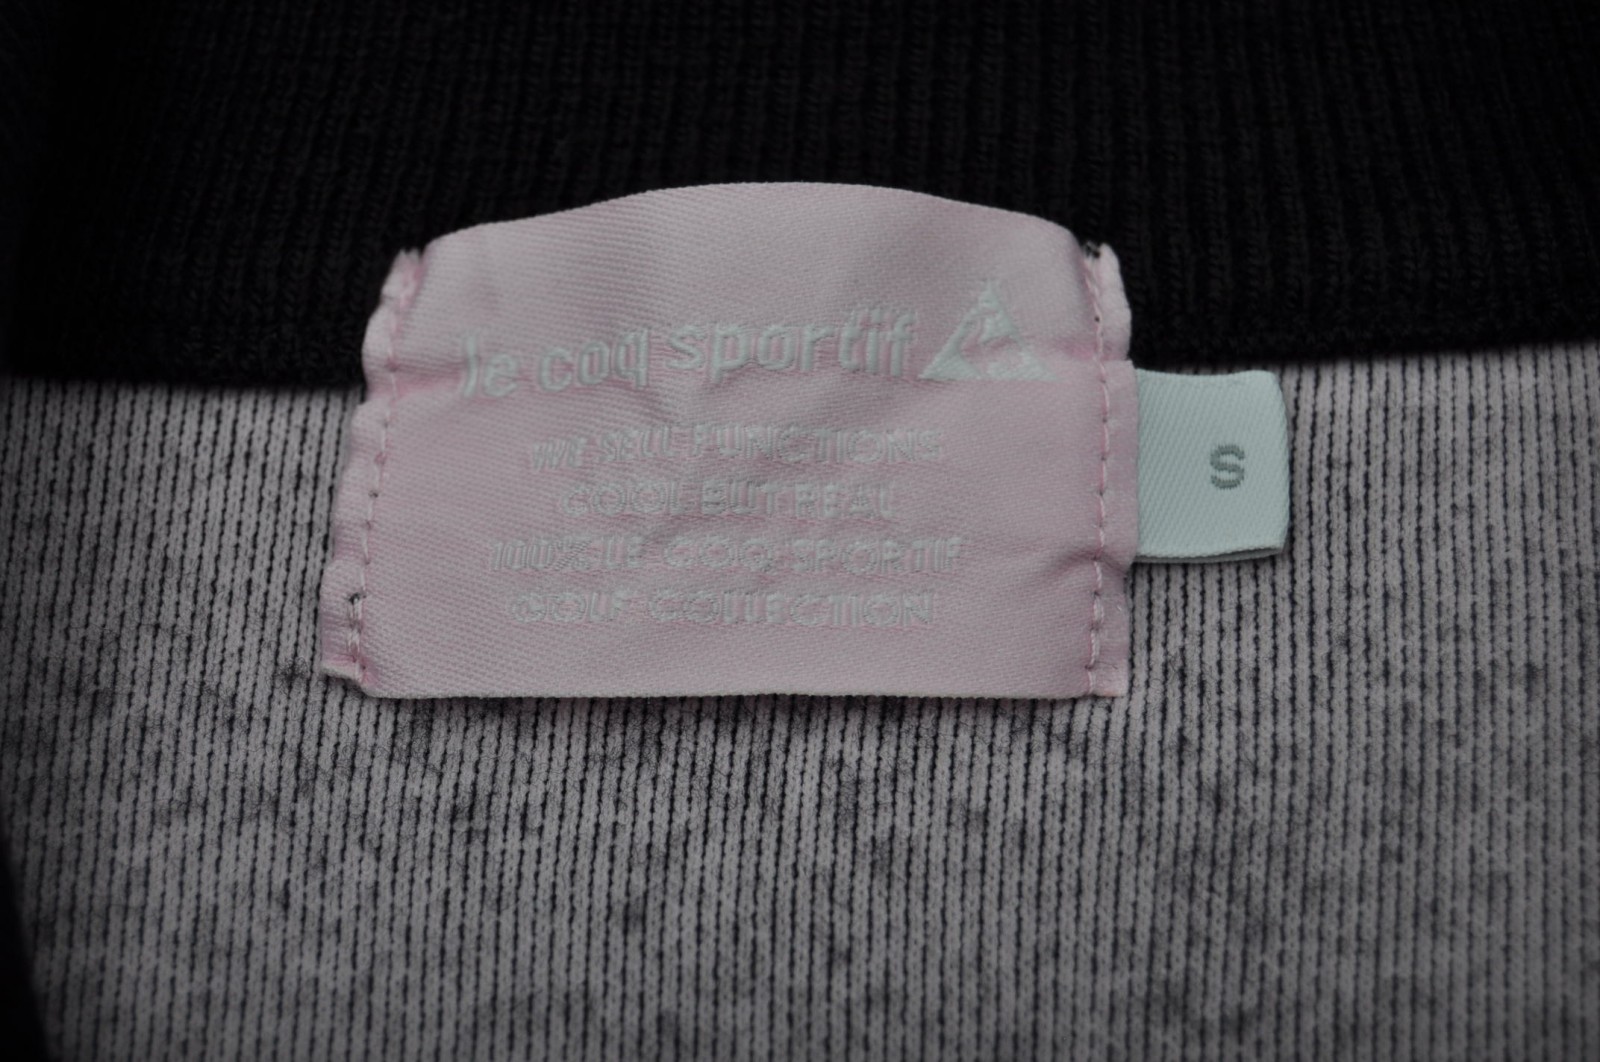 le coq sportif
WE SELL FUNCTIONS
COOL BUT REAL
100% LE COQ SPORTIF
GOLF COLLECTION
S